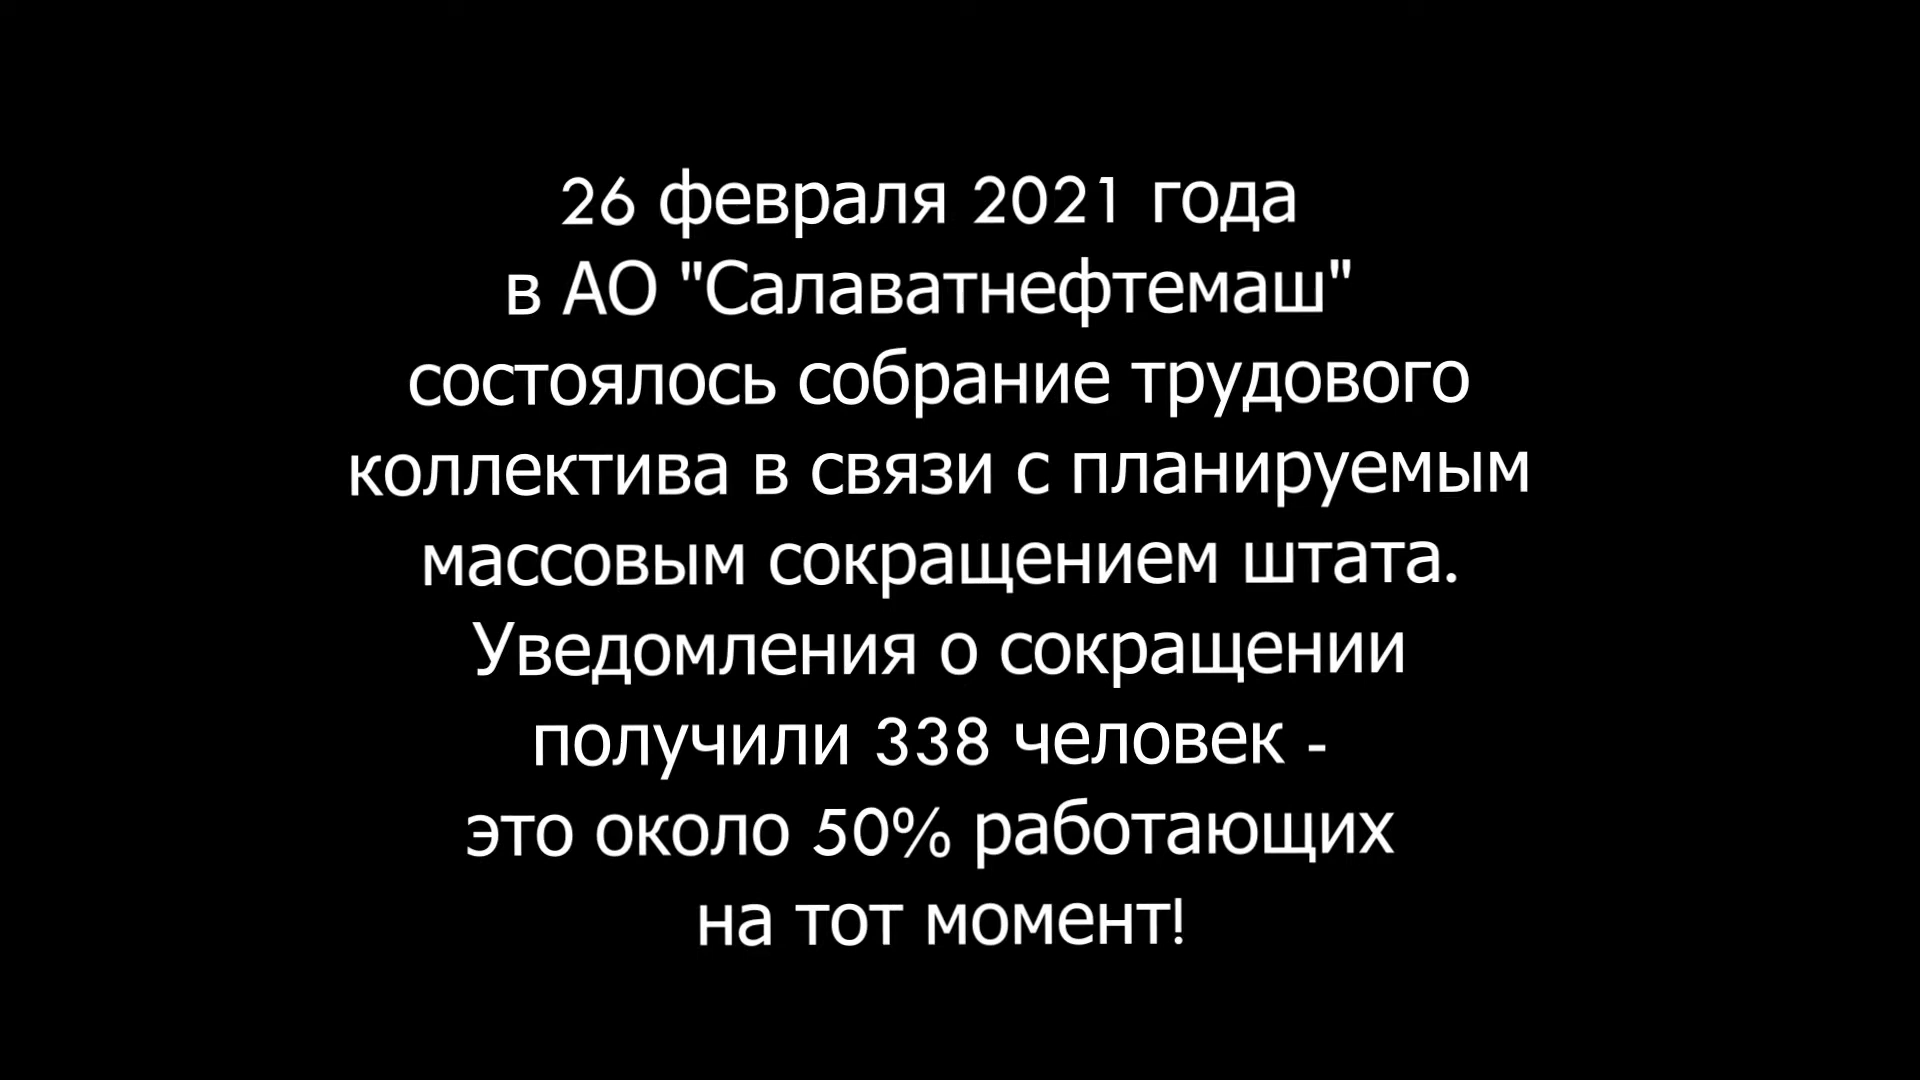 26 февраля 2021 года
в АО "Салаватнефтемаш"
состоялось собрание трудового
коллектива в связи с планируемым
массовым сокращением штата.
Уведомления о сокращении
получили 338 человек -
это около 50% работающих
на тот момент!